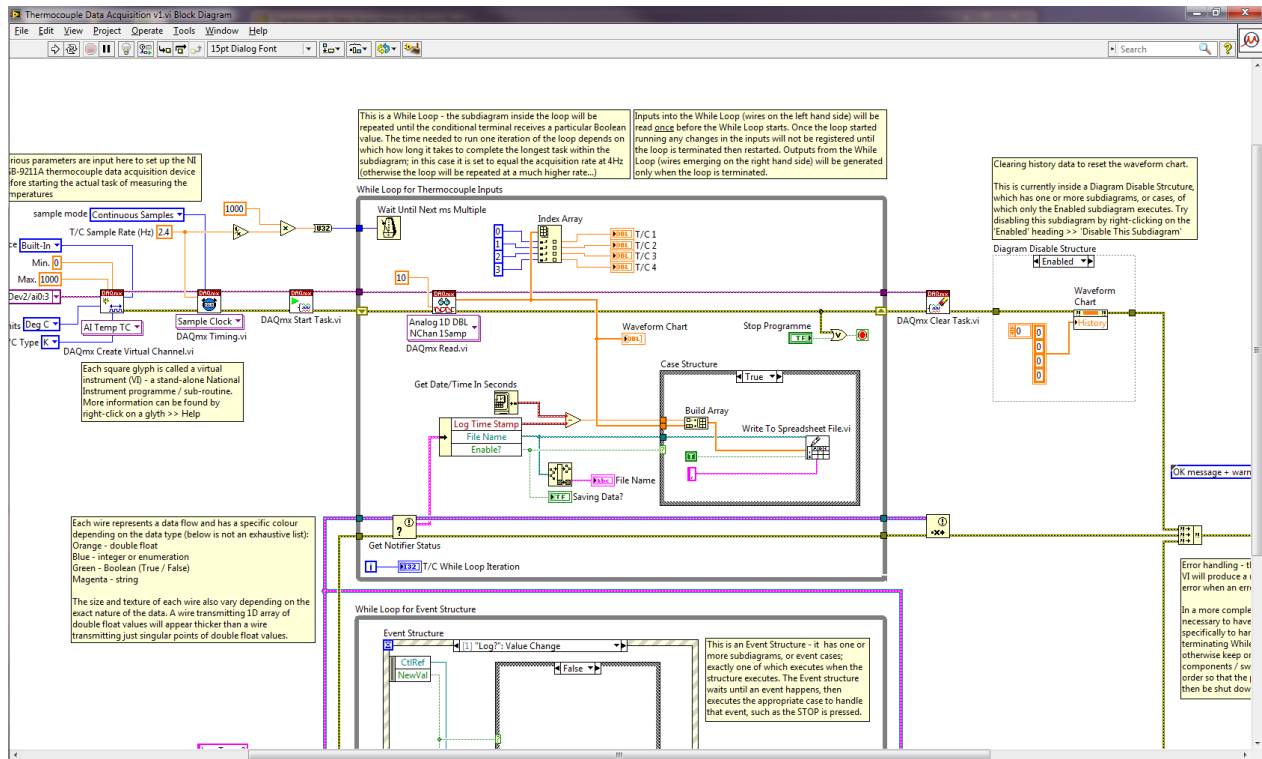 Thermocouple Data Acquisition v1.vi Block Diagram
File Edit View Project Operate Tools Window Help
15pt Dialog Font
Search
This is a While Loop - the subdiagram inside the loop will be
repeated until the conditional terminal receives a particular Boolean
value. The time needed to run one iteration of the loop depends on
which how long it takes to complete the longest task within the
subdiagram; in this case it is set to equal the acquisition rate at 4Hz
(otherwise the loop will be repeated at a much higher rate...)
Inputs into the While Loop (wires on the left hand side) will be
read once before the While Loop starts. Once the loop started
running any changes in the inputs will not be registered until
the loop is terminated then restarted. Outputs from the While
Loop (wires emerging on the right hand side) will be generated
only when the loop is terminated.
rious parameters are input here to set up the NI
SB-9211A thermocouple data acquisition device
efore starting the actual task of measuring the
mperatures
Clearing history data to reset the waveform chart.
This is currently inside a Diagram Disable Strcuture,
which has one or more subdiagrams, or cases, of
which only the Enabled subdiagram executes. Try
disabling this subdiagram by right-clicking on the
'Enabled' heading >> 'Disable This Subdiagram'
While Loop for Thermocouple Inputs
sample mode Continuous Samples
1000
T/C Sample Rate (Hz) 2.4
U32
ce Built-In
Min. 0
Max. 1000
Dev2/ai0:3
nits Deg C
/C Type K
AI Temp TC
DAQmx Create Virtual Channel.vi
Sample Clock
DAQmx Timing.vi
DAQmx Start Task.vi
Wait Until Next ms Multiple
Index Array
0
1
2
3
DBL T/C 1
DBL T/C 2
DBL T/C 3
DBL T/C 4
10
Analog 1D DBL
NChan 1Samp
DAQmx Read.vi
Waveform Chart
DBL
Stop Programme
TF
DAQmx Clear Task.vi
Diagram Disable Structure
Enabled
Waveform
Chart
History
0
0
0
0
0
Each square glyph is called a virtual
instrument (VI) - a stand-alone National
Instrument programme / sub-routine.
More information can be found by
right-click on a glyth >> Help
Case Structure
True
Get Date/Time In Seconds
Log Time Stamp
File Name
Enable?
Build Array
Write To Spreadsheet File.vi
T
abc File Name
TF Saving Data?
Get Notifier Status
i
I32 T/C While Loop Iteration
OK message + warn
Each wire represents a data flow and has a specific colour
depending on the data type (below is not an exhaustive list):
Orange - double float
Blue - integer or enumeration
Green - Boolean (True / False)
Magenta - string
The size and texture of each wire also vary depending on the
exact nature of the data. A wire transmitting 1D array of
double float values will appear thicker than a wire
transmitting just singular points of double float values.
While Loop for Event Structure
Event Structure
[1] "Log?": Value Change
CtlRef
NewVal
False
This is an Event Structure - it has one or
more subdiagrams, or event cases;
exactly one of which executes when the
structure executes. The Event structure
waits until an event happens, then
executes the appropriate case to handle
that event, such as the STOP is pressed.
Error handling - t
VI will produce a
error when an err
In a more comple
necessary to have
specifically to har
terminating While
otherwise keep or
components / sw
order so that the p
then be shut dow